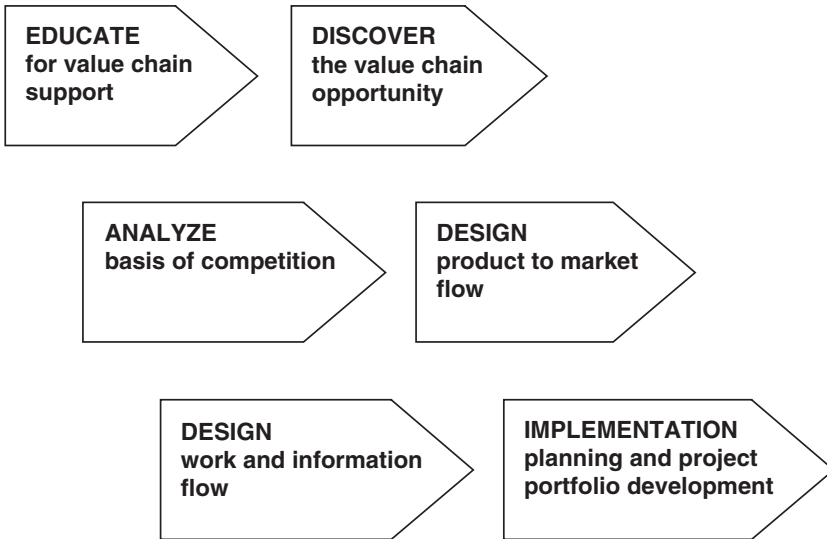 EDUCATE
for value chain
support
DISCOVER
the value chain
opportunity
ANALYZE
basis of competition
DESIGN
product to market
flow
DESIGN
work and information
flow
IMPLEMENTATION
planning and project
portfolio development